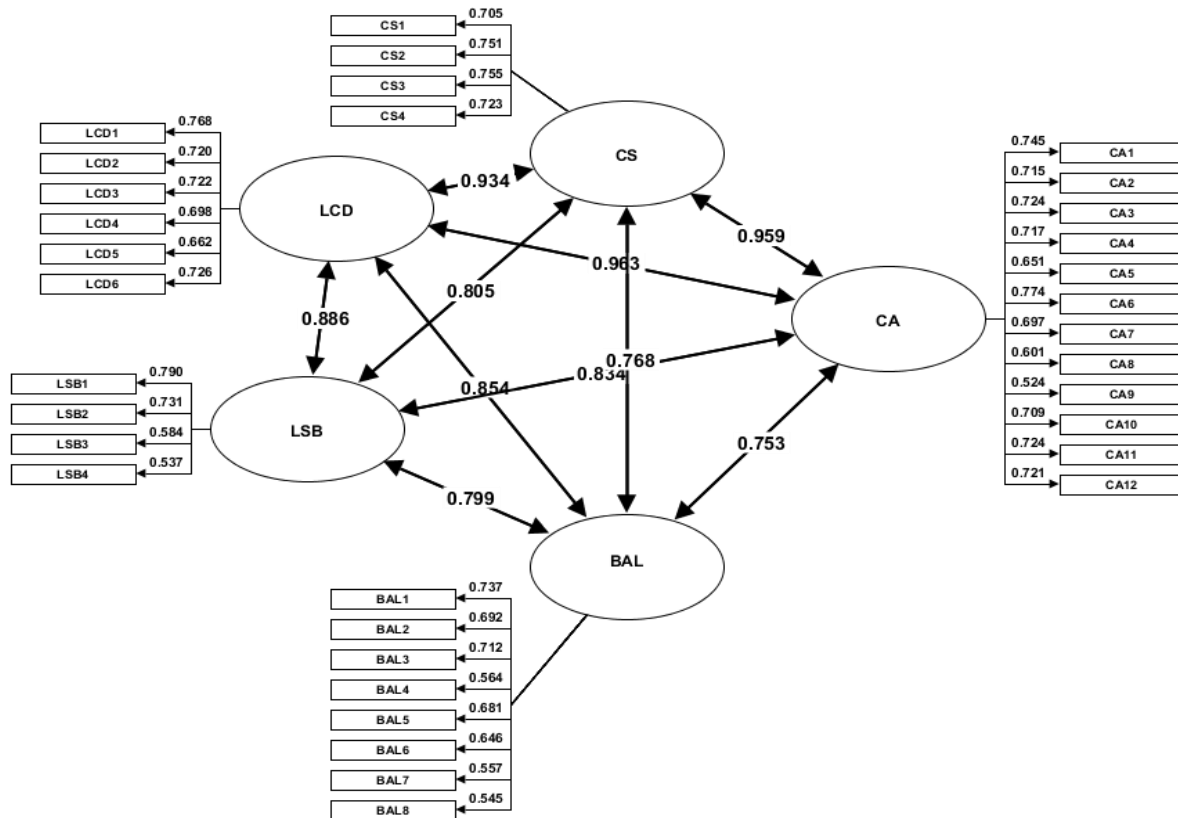 0.705
CS1
0.751
CS2
0.755
CS3
0.723
CS4
0.768
LCD1
0.720
LCD2
0.722
LCD3
0.698
LCD4
0.662
LCD5
0.726
LCD6
CS
LCD
0.934
0.745
CA1
0.715
CA2
0.724
CA3
0.717
CA4
0.651
CA5
0.774
CA6
0.697
CA7
0.601
CA8
0.524
CA9
0.709
CA10
0.724
CA11
0.721
CA12
0.959
0.963
0.805
0.886
CA
0.768
0.834
0.854
0.790
LSB1
0.731
LSB2
0.584
LSB3
0.537
LSB4
LSB
0.753
0.799
BAL
0.737
BAL1
0.692
BAL2
0.712
BAL3
0.564
BAL4
0.681
BAL5
0.646
BAL6
0.557
BAL7
0.545
BAL8